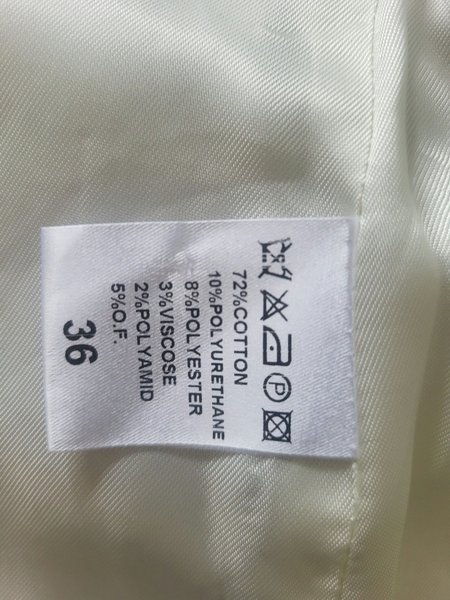 P
72%COTTON
10%POLYURETHANE
8%POLYESTER
3%VISCOSE
2%POLYAMID
5%O.F.
36